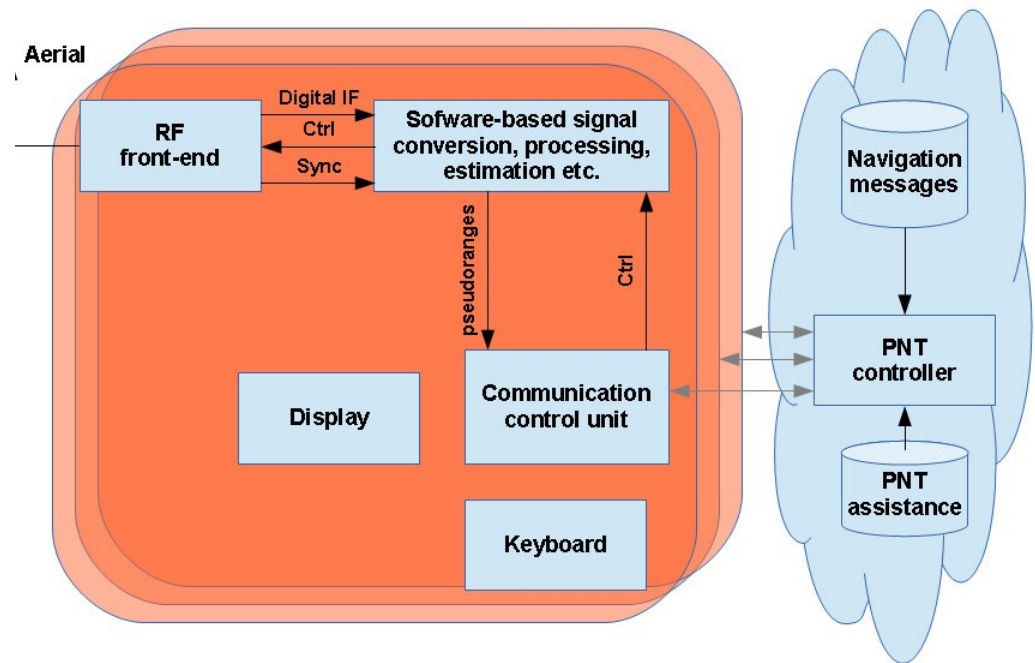 Aerial
RF
front-end
Digital IF
Ctrl
Sync
Sofware-based signal
conversion, processing,
estimation etc.
pseudoranges
Ctrl
Display
Communication
control unit
Keyboard
Navigation
messages
PNT
controller
PNT
assistance